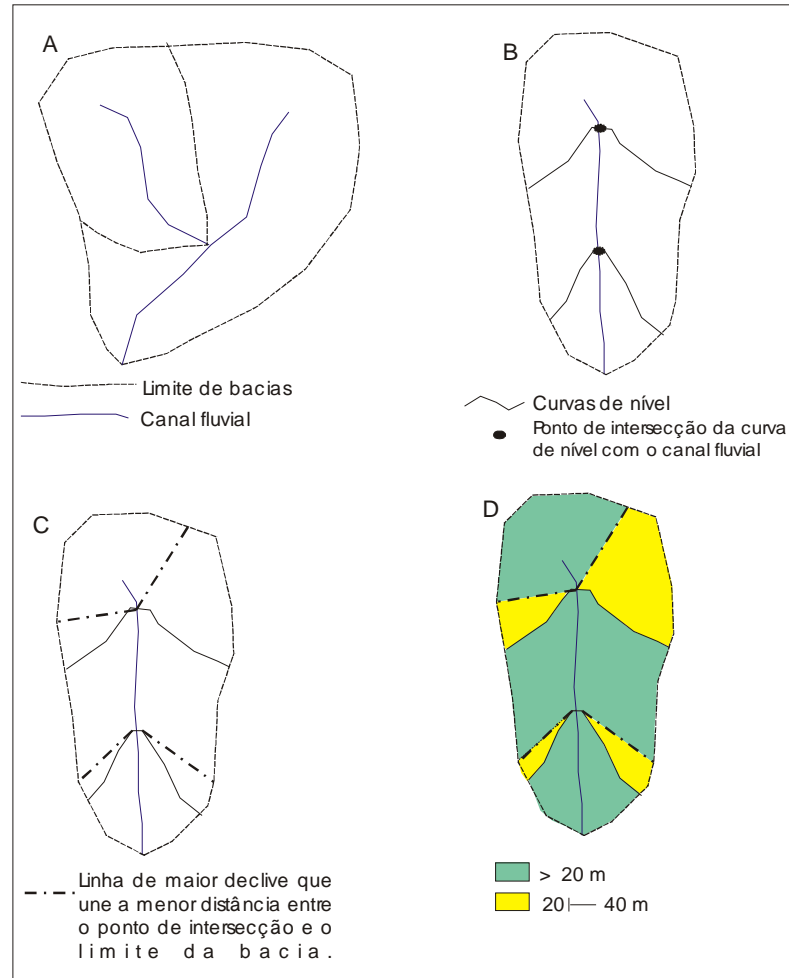 A
Limite de bacias
Canal fluvial
B
Curvas de nível
Ponto de intersecção da curva
de nível com o canal fluvial
C
Linha de maior declive que
une a menor distância entre
o ponto de intersecção e o
limite da bacia.
D
> 20 m
20 40 m